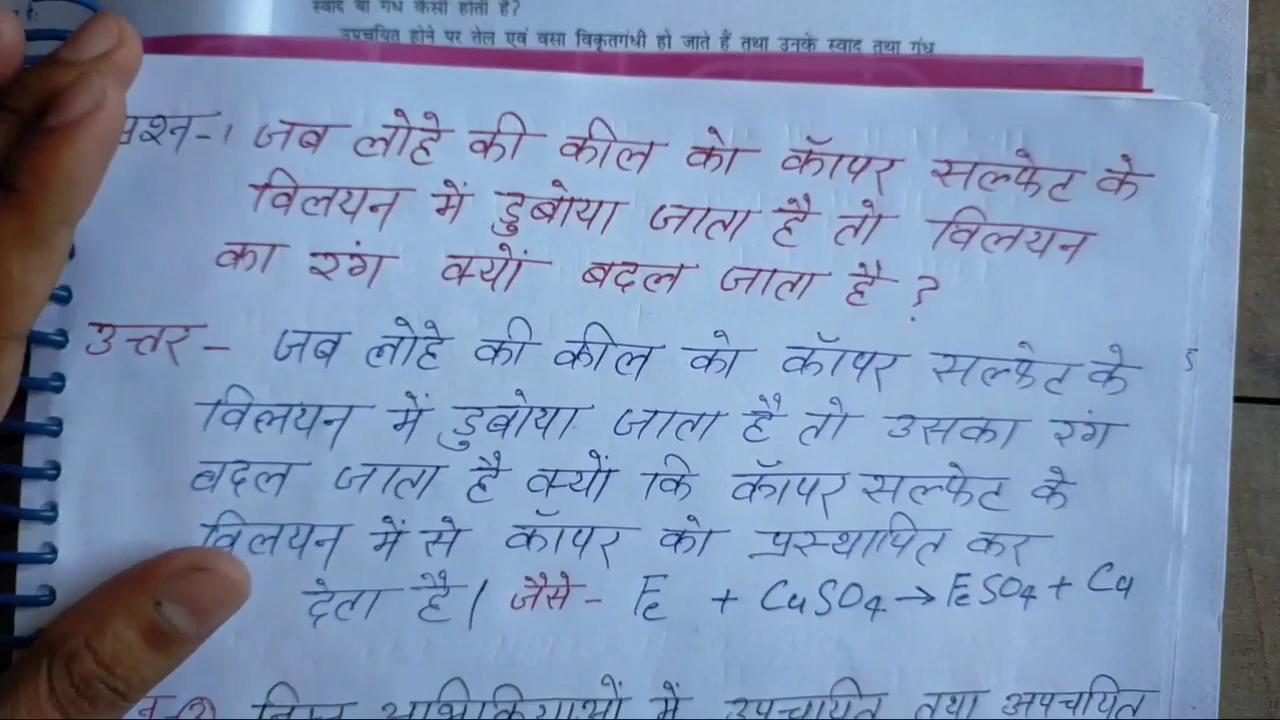 स्वाद या गंध कैसी होती है?
उपचयित होने पर तेल एवं वसा विकृतगंधी हो जाते हैं तथा उनके स्वाद तथा गंध
प्रश्न-1 जब लोहे की कील को कॉपर सल्फेट के
विलयन में डुबोया जाता है तो विलयन
का रंग क्यों बदल जाता है ?
उत्तर - जब लोहे की कील को कॉपर सल्फेट के
विलयन में डुबोया जाता है तो उसका रंग
बदल जाता है क्यों कि कॉपर सल्फेट के
विलयन में से कॉपर को प्रस्थापित कर
देता है। जैसे - Fe + CuSO4 → FeSO4 + Cu
निम्न अभिक्रियाओं में उपचयित तथा अपचयित